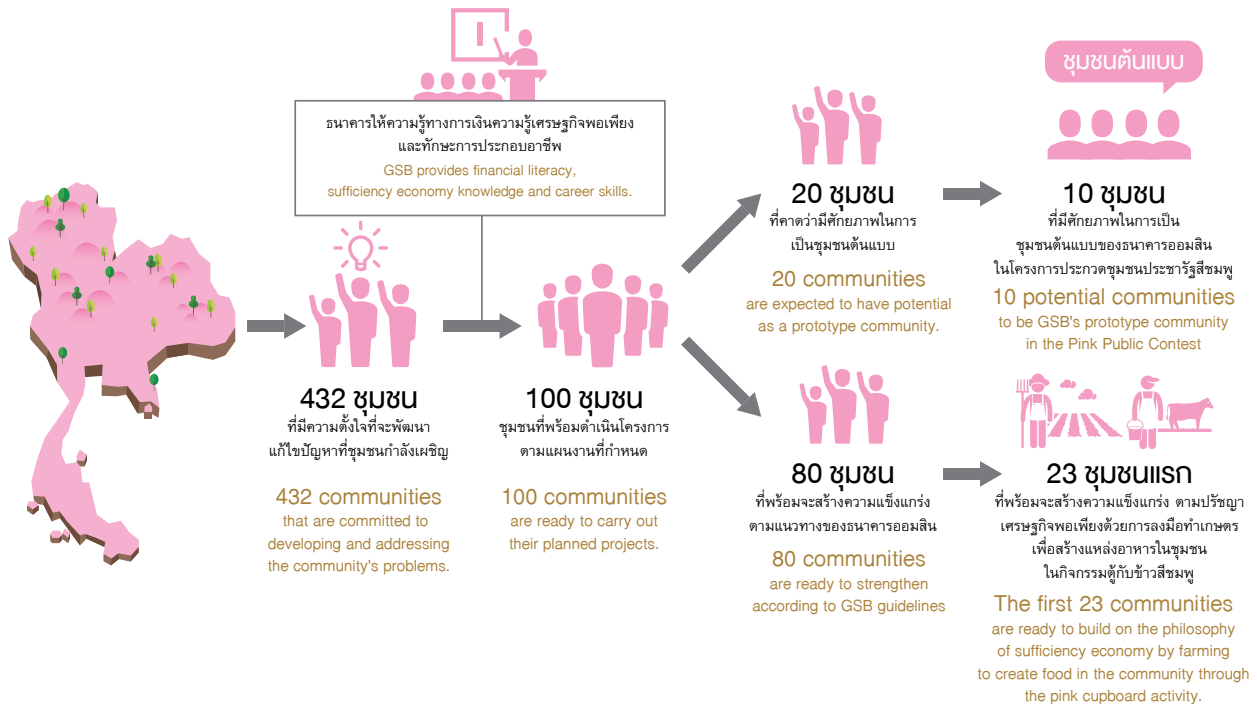 ธนาคารให้ความรู้ทางการเงินความรู้เศรษฐกิจพอเพียง
และทักษะการประกอบอาชีพ
GSB provides financial literacy,
sufficiency economy knowledge and career skills.
432 ชุมชน
ที่มีความตั้งใจที่จะพัฒนา
แก้ไขปัญหาที่ชุมชนกำลังเผชิญ
432 communities
that are committed to
developing and addressing
the community's problems.
100 ชุมชน
ชุมชนที่พร้อมดำเนินโครงการ
ตามแผนงานที่กำหนด
100 communities
are ready to carry out
their planned projects.
20 ชุมชน
ที่คาดว่ามีศักยภาพในการ
เป็นชุมชนต้นแบบ
20 communities
are expected to have potential
as a prototype community.
ชุมชนต้นแบบ
10 ชุมชน
ที่มีศักยภาพในการเป็น
ชุมชนต้นแบบของธนาคารออมสิน
ในโครงการประกวดชุมชนประชารัฐสีชมพู
10 potential communities
to be GSB's prototype community
in the Pink Public Contest
80 ชุมชน
ที่พร้อมจะสร้างความแข็งแกร่ง
ตามแนวทางของธนาคารออมสิน
80 communities
are ready to strengthen
according to GSB guidelines
23 ชุมชนแรก
ที่พร้อมจะสร้างความแข็งแกร่ง ตามปรัชญา
เศรษฐกิจพอเพียงด้วยการลงมือทำเกษตร
เพื่อสร้างแหล่งอาหารในชุมชน
ในกิจกรรมตู้กับข้าวสีชมพู
The first 23 communities
are ready to build on the philosophy
of sufficiency economy by farming
to create food in the community through
the pink cupboard activity.